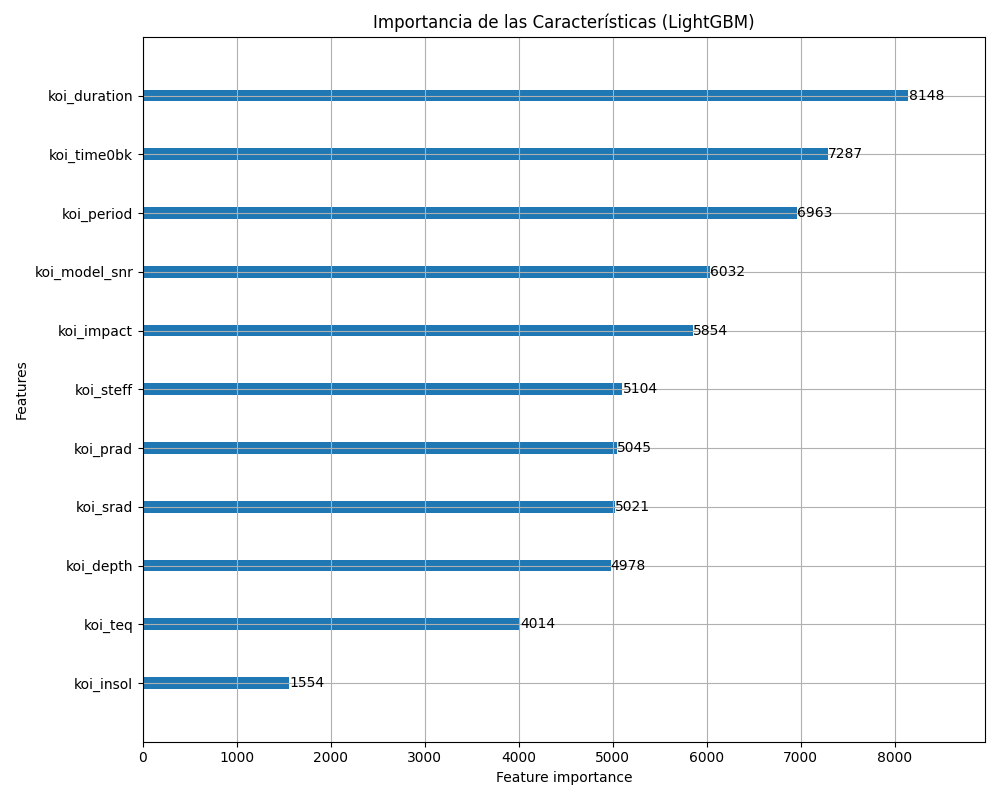 Importancia de las Características (LightGBM)
koi_duration 8148
koi_time0bk 7287
koi_period 6963
koi_model_snr 6032
koi_impact 5854
koi_steff 5104
koi_prad 5045
koi_srad 5021
koi_depth 4978
koi_teq 4014
koi_insol 1554
Features
0 1000 2000 3000 4000 5000 6000 7000 8000
Feature importance